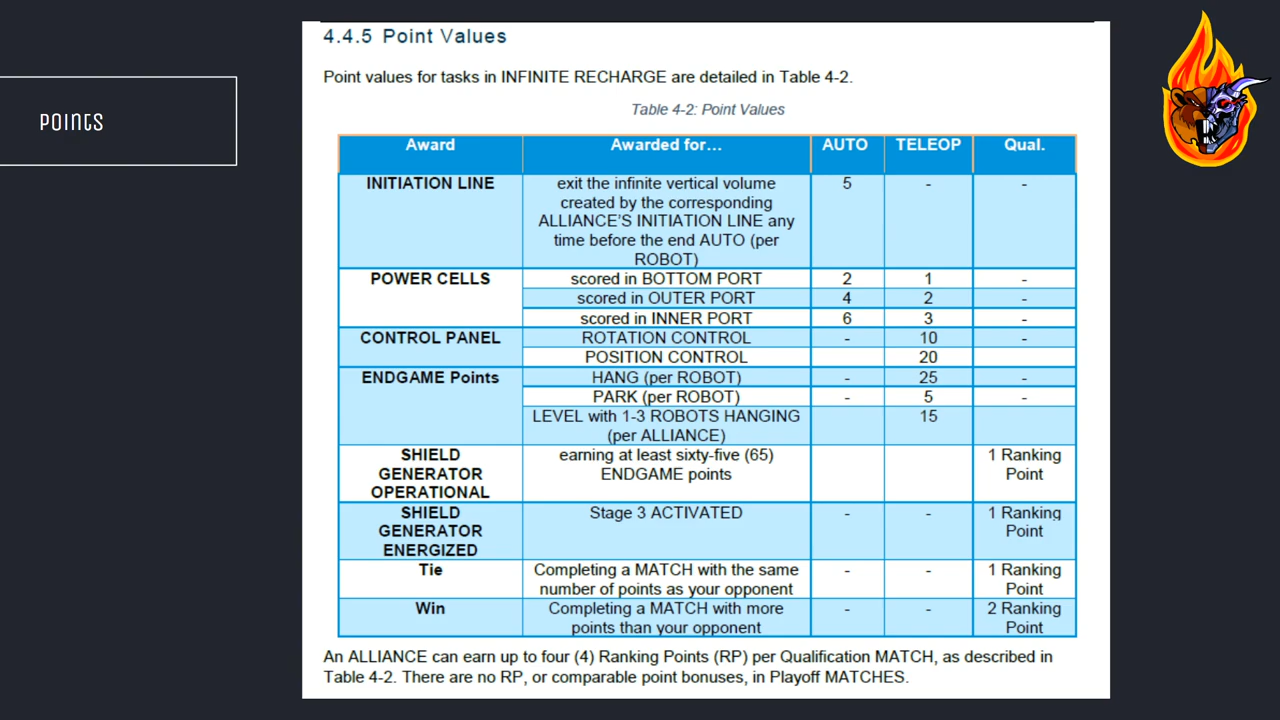 POINTS
4.4.5 Point Values
Point values for tasks in INFINITE RECHARGE are detailed in Table 4-2.
Table 4-2: Point Values
Award Awarded for... AUTO TELEOP Qual.
INITIATION LINE exit the infinite vertical volume 5 - -
created by the corresponding
ALLIANCE'S INITIATION LINE any
time before the end AUTO (per
ROBOT)
POWER CELLS scored in BOTTOM PORT 2 1 -
scored in OUTER PORT 4 2 -
scored in INNER PORT 6 3 -
CONTROL PANEL ROTATION CONTROL - 10 -
POSITION CONTROL 20
ENDGAME Points HANG (per ROBOT) - 25 -
PARK (per ROBOT) - 5 -
LEVEL with 1-3 ROBOTS HANGING 15
(per ALLIANCE)
SHIELD earning at least sixty-five (65) 1 Ranking
GENERATOR ENDGAME points Point
OPERATIONAL
SHIELD Stage 3 ACTIVATED - - 1 Ranking
GENERATOR Point
ENERGIZED
Tie Completing a MATCH with the same - - 1 Ranking
number of points as your opponent Point
Win Completing a MATCH with more - - 2 Ranking
points than your opponent Point
An ALLIANCE can earn up to four (4) Ranking Points (RP) per Qualification MATCH, as described in
Table 4-2. There are no RP, or comparable point bonuses, in Playoff MATCHES.